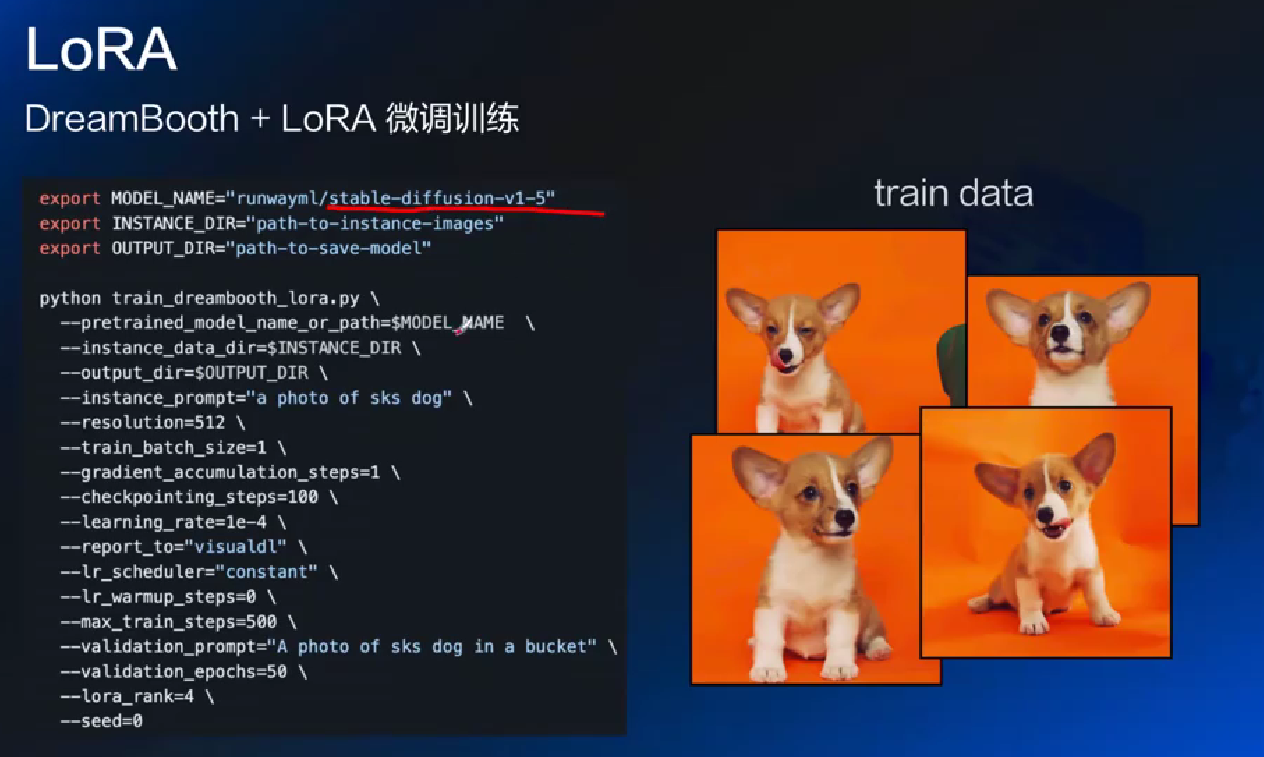 LoRA
DreamBooth + LoRA 微调训练
export MODEL_NAME="runwayml/stable-diffusion-v1-5"
export INSTANCE_DIR="path-to-instance-images"
export OUTPUT_DIR="path-to-save-model"
python train_dreambooth_lora.py \
--pretrained_model_name_or_path=$MODEL_NAME \
--instance_data_dir=$INSTANCE_DIR \
--output_dir=$OUTPUT_DIR \
--instance_prompt="a photo of sks dog" \
--resolution=512 \
--train_batch_size=1 \
--gradient_accumulation_steps=1 \
--checkpointing_steps=100 \
--learning_rate=1e-4 \
--report_to="visualdl" \
--lr_scheduler="constant" \
--lr_warmup_steps=0 \
--max_train_steps=500 \
--validation_prompt="A photo of sks dog in a bucket" \
--validation_epochs=50 \
--lora_rank=4 \
--seed=0
train data